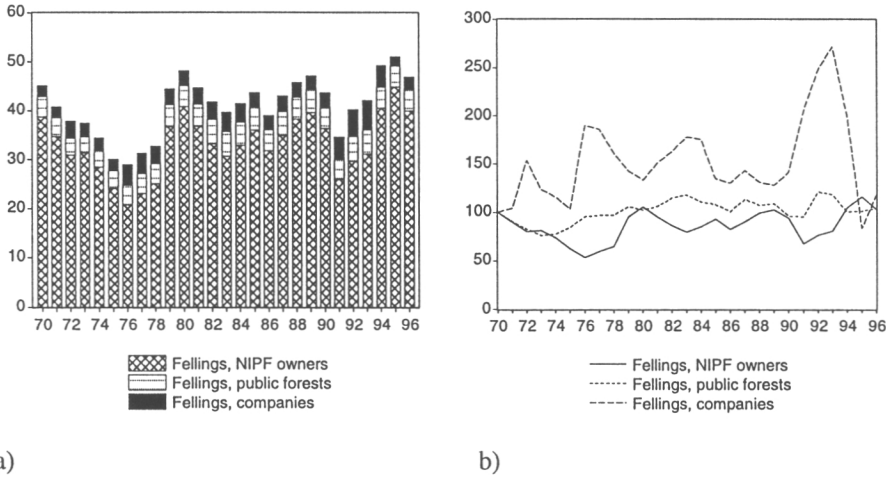 60
50
40
30
20
10
0
70 72 74 76 78 80 82 84 86 88 90 92 94 96
Fellings, NIPF owners
Fellings, public forests
Fellings, companies
a)
300
250
200
150
100
50
0
70 72 74 76 78 80 82 84 86 88 90 92 94 96
Fellings, NIPF owners
Fellings, public forests
Fellings, companies
b)